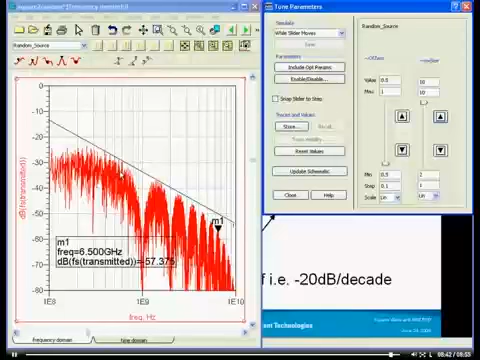 Tune Parameters
Simulate
While Slider Moves
Tune
Parameters
Include Opt Params
Enable/Disable...
Snap Slider to Step
Traces and Values
Store...
Recall...
Reset Values
Update Schematic
Close
Help
Random_Source
Value
0.5
10
Max
1
10
Min
0.5
2
Step
0.1
1
Scale
Lin
Lin
Random_Source
dB(fs(transmitted))
0
-10
-20
-30
-40
-50
-60
-70
-80
1E8
1E9
1E10
freq, Hz
m1
m1
freq=6.500GHz
dB(fs(transmitted))=-57.375
frequency domain
time domain
f i.e. -20dB/decade
ent Technologies
08:42 / 09:55